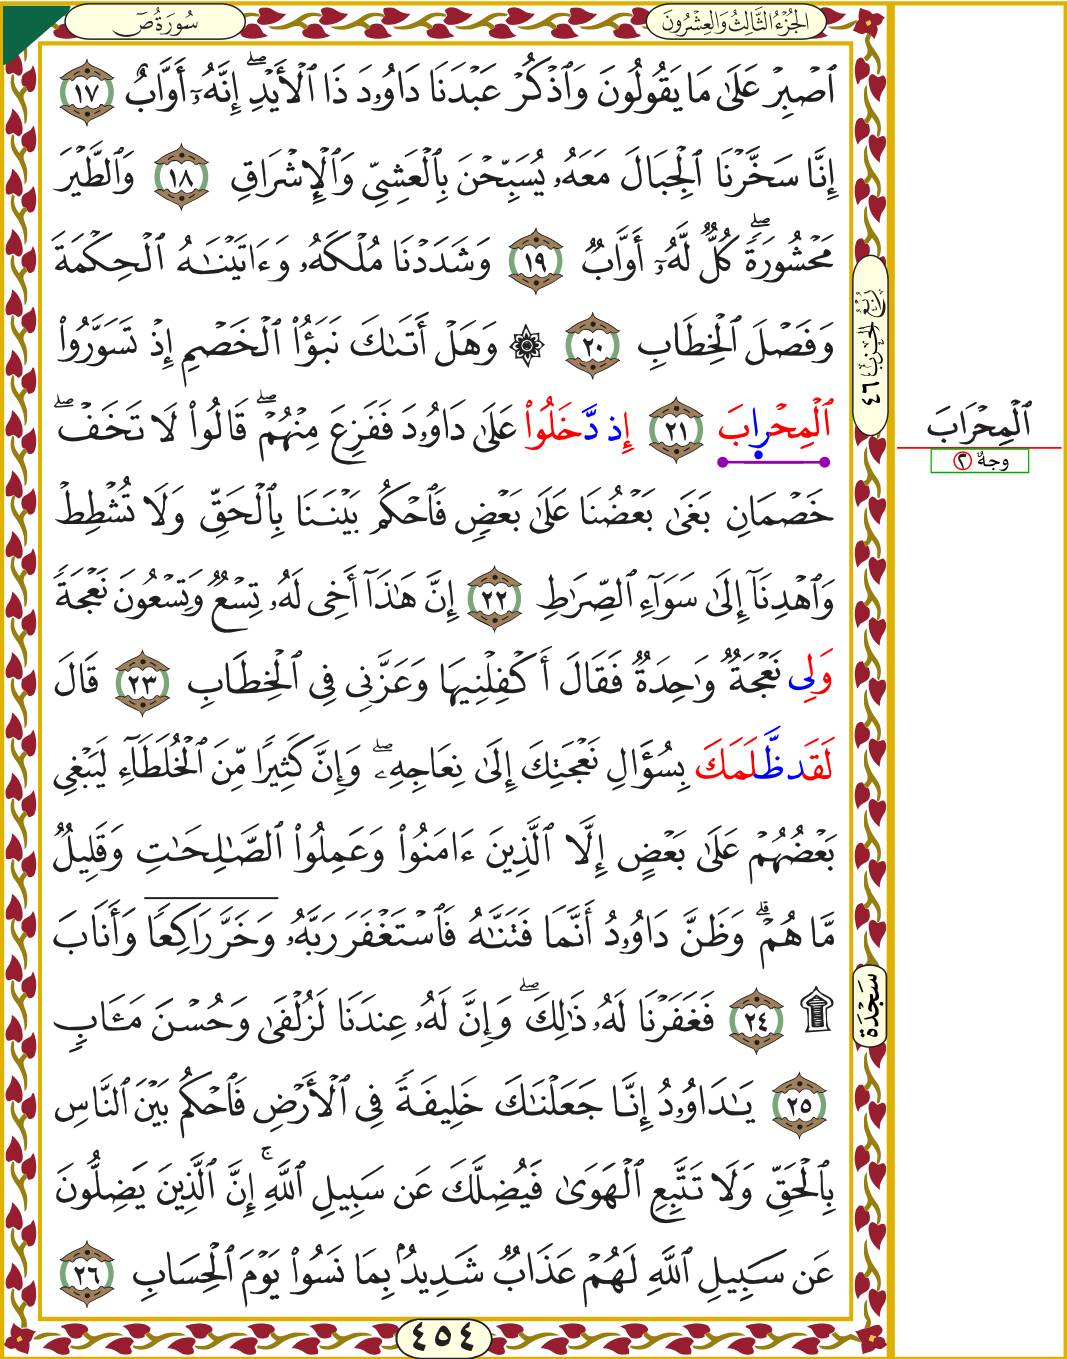 الجُزْءُ الثَّالِثُ وَالعِشْرُونَ
سُورَةُ صٓ
ٱصْبِرْ عَلَىٰ مَا يَقُولُونَ وَٱذْكُرْ عَبْدَنَا دَاوُۥدَ ذَا ٱلْأَيْدِۖ إِنَّهُۥٓ أَوَّابٌ ١٧
إِنَّا سَخَّرْنَا ٱلْجِبَالَ مَعَهُۥ يُسَبِّحْنَ بِٱلْعَشِىِّ وَٱلْإِشْرَاقِ ١٨ وَٱلطَّيْرَ
مَحْشُورَةًۖ كُلٌّ لَّهُۥٓ أَوَّابٌ ١٩ وَشَدَدْنَا مُلْكَهُۥ وَءَاتَيْنَٰهُ ٱلْحِكْمَةَ
وَفَصْلَ ٱلْخِطَابِ ٢٠ ۞ وَهَلْ أَتَىٰكَ نَبَؤُا۟ ٱلْخَصْمِ إِذْ تَسَوَّرُوا۟
ٱلْمِحْرَابَ ٢١ إِذ دَّخَلُوا۟ عَلَىٰ دَاوُۥدَ فَفَزِعَ مِنْهُمْۖ قَالُوا۟ لَا تَخَفْۖ
خَصْمَانِ بَغَىٰ بَعْضُنَا عَلَىٰ بَعْضٍ فَٱحْكُم بَيْنَنَا بِٱلْحَقِّ وَلَا تُشْطِطْ
وَٱهْدِنَآ إِلَىٰ سَوَآءِ ٱلصِّرَٰطِ ٢٢ إِنَّ هَٰذَآ أَخِى لَهُۥ تِسْعٌ وَتِسْعُونَ نَعْجَةً
وَلِى نَعْجَةٌ وَٰحِدَةٌ فَقَالَ أَكْفِلْنِيهَا وَعَزَّنِى فِى ٱلْخِطَابِ ٢٣ قَالَ
لَقَد ظَّلَمَكَ بِسُؤَالِ نَعْجَتِكَ إِلَىٰ نِعَاجِهِۦۖ وَإِنَّ كَثِيرًا مِّنَ ٱلْخُلَطَآءِ لَيَبْغِى
بَعْضُهُمْ عَلَىٰ بَعْضٍ إِلَّا ٱلَّذِينَ ءَامَنُوا۟ وَعَمِلُوا۟ ٱلصَّٰلِحَٰتِ وَقَلِيلٌ
مَّا هُمْۗ وَظَنَّ دَاوُۥدُ أَنَّمَا فَتَنَّٰهُ فَٱسْتَغْفَرَ رَبَّهُۥ وَخَرَّ رَاكِعًا وَأَنَابَ
۩ ٢٤ فَغَفَرْنَا لَهُۥ ذَٰلِكَۖ وَإِنَّ لَهُۥ عِندَنَا لَزُلْفَىٰ وَحُسْنَ مَـَٔابٍ
٢٥ يَٰدَاوُۥدُ إِنَّا جَعَلْنَٰكَ خَلِيفَةً فِى ٱلْأَرْضِ فَٱحْكُم بَيْنَ ٱلنَّاسِ
بِٱلْحَقِّ وَلَا تَتَّبِعِ ٱلْهَوَىٰ فَيُضِلَّكَ عَن سَبِيلِ ٱللَّهِۚ إِنَّ ٱلَّذِينَ يَضِلُّونَ
عَن سَبِيلِ ٱللَّهِ لَهُمْ عَذَابٌ شَدِيدٌۢ بِمَا نَسُوا۟ يَوْمَ ٱلْحِسَابِ ٢٦
رُبْعُ الحِزْبِ ٤٦
سَجْدَة
ٱلْمِحْرَابَ
وجهٌ ٢
٤٥٤